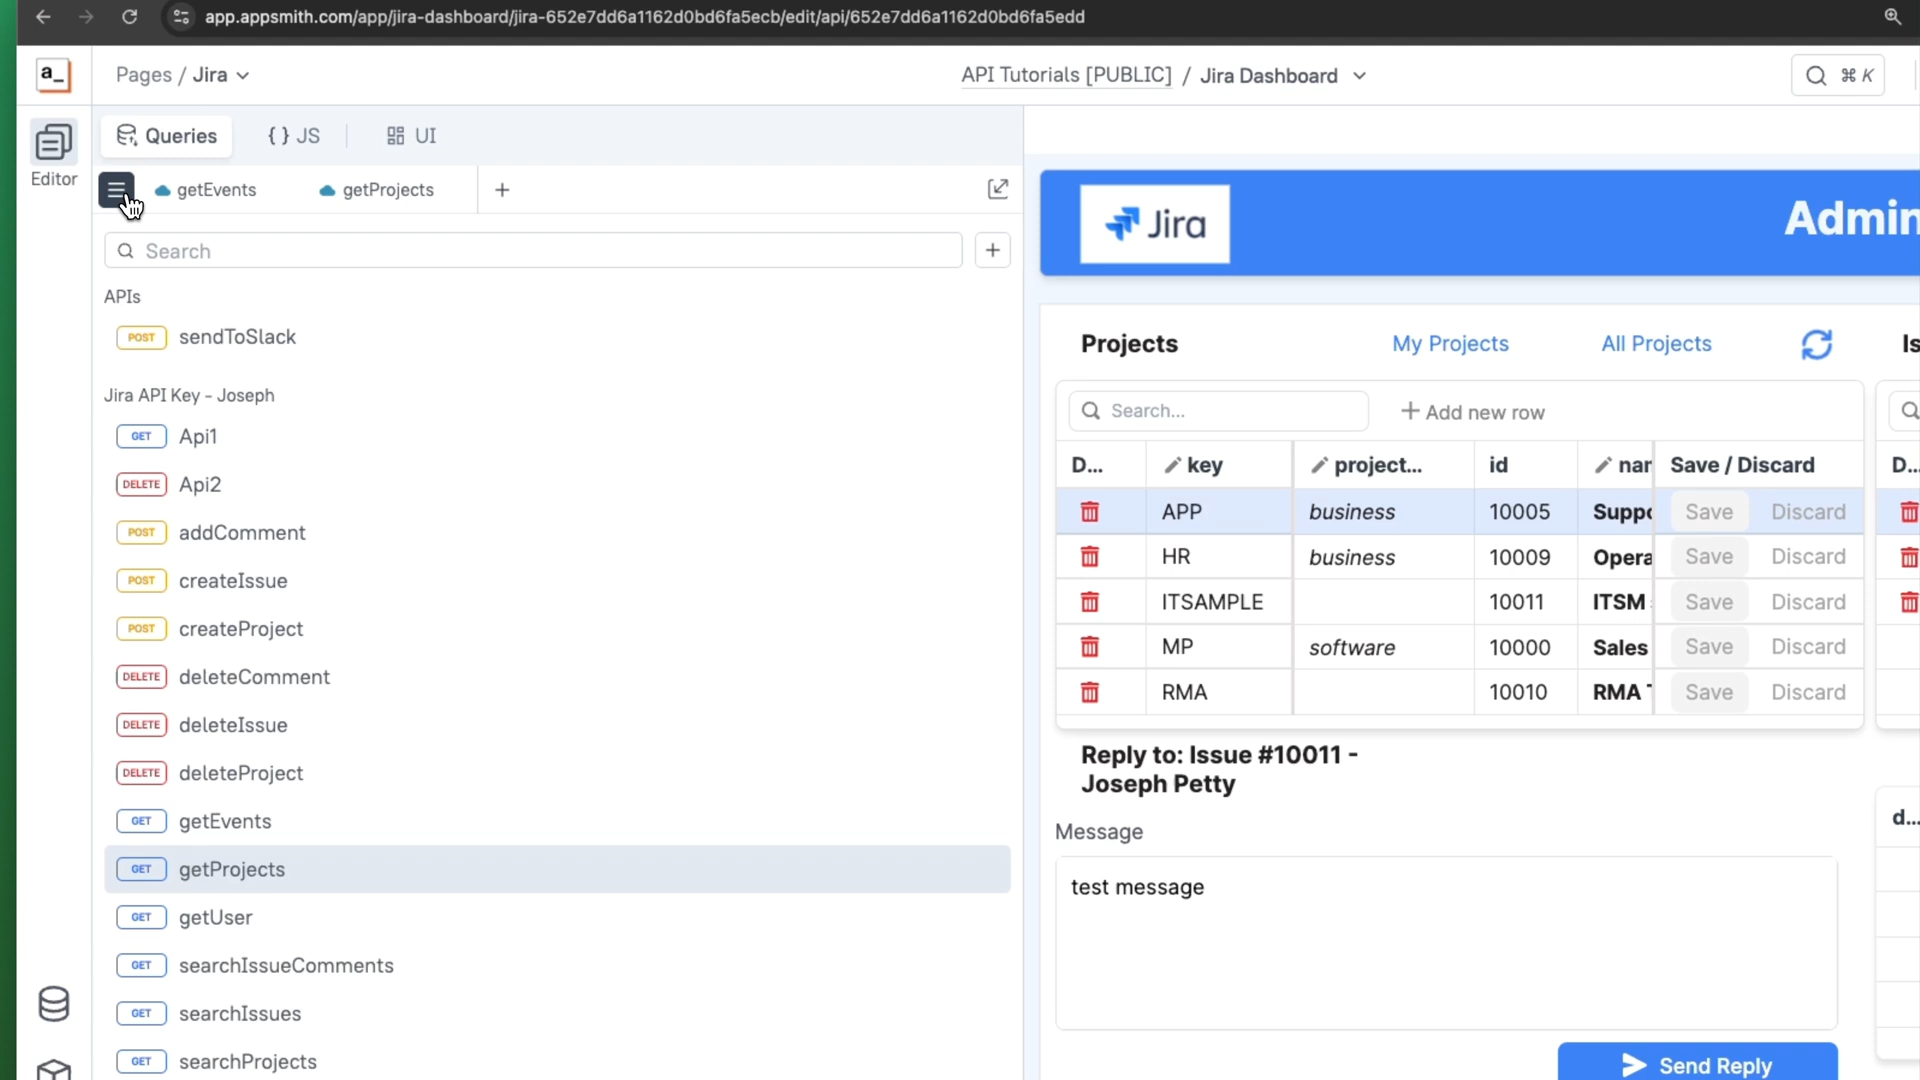 app.appsmith.com/app/jira-dashboard/jira-652e7dd6a1162d0bd6fa5ecb/edit/api/652e7dd6a1162d0bd6fa5edd
a_
Pages / Jira
API Tutorials [PUBLIC] / Jira Dashboard
⌘ K
Editor
Queries
{ } JS
UI
getEvents
getProjects
+
Search
+
APIs
POST sendToSlack
Jira API Key - Joseph
GET Api1
DELETE Api2
POST addComment
POST createIssue
POST createProject
DELETE deleteComment
DELETE deleteIssue
DELETE deleteProject
GET getEvents
GET getProjects
GET getUser
GET searchIssueComments
GET searchIssues
GET searchProjects
Jira
Admin
Projects
My Projects
All Projects
Is
Search...
+ Add new row
D... key project... id nar Save / Discard D...
APP business 10005 Suppo Save Discard
HR business 10009 Opera Save Discard
ITSAMPLE 10011 ITSM Save Discard
MP software 10000 Sales Save Discard
RMA 10010 RMA Save Discard
Reply to: Issue #10011 -
Joseph Petty
d...
Message
test message
Send Reply